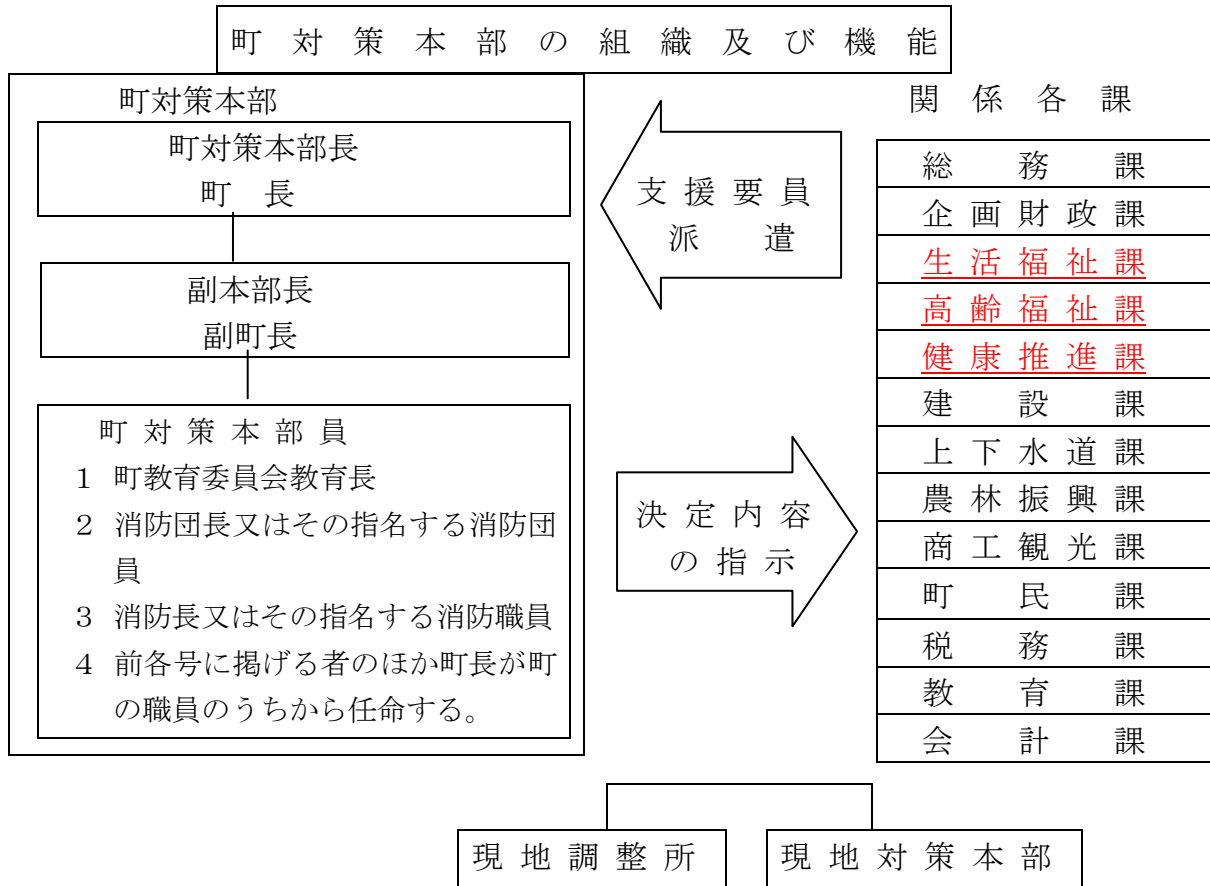 町対策本部の組織及び機能
町対策本部
町対策本部長
町　長
副本部長
副町長
町対策本部員
１ 町教育委員会教育長
２ 消防団長又はその指名する消防団
員
３ 消防長又はその指名する消防職員
４ 前各号に掲げる者のほか町長が町
の職員のうちから任命する。
支援要員
派遣
決定内容
の指示
関係各課
総務課
企画財政課
生活福祉課
高齢福祉課
健康推進課
建設課
上下水道課
農林振興課
商工観光課
町民課
税務課
教育課
会計課
現地調整所
現地対策本部